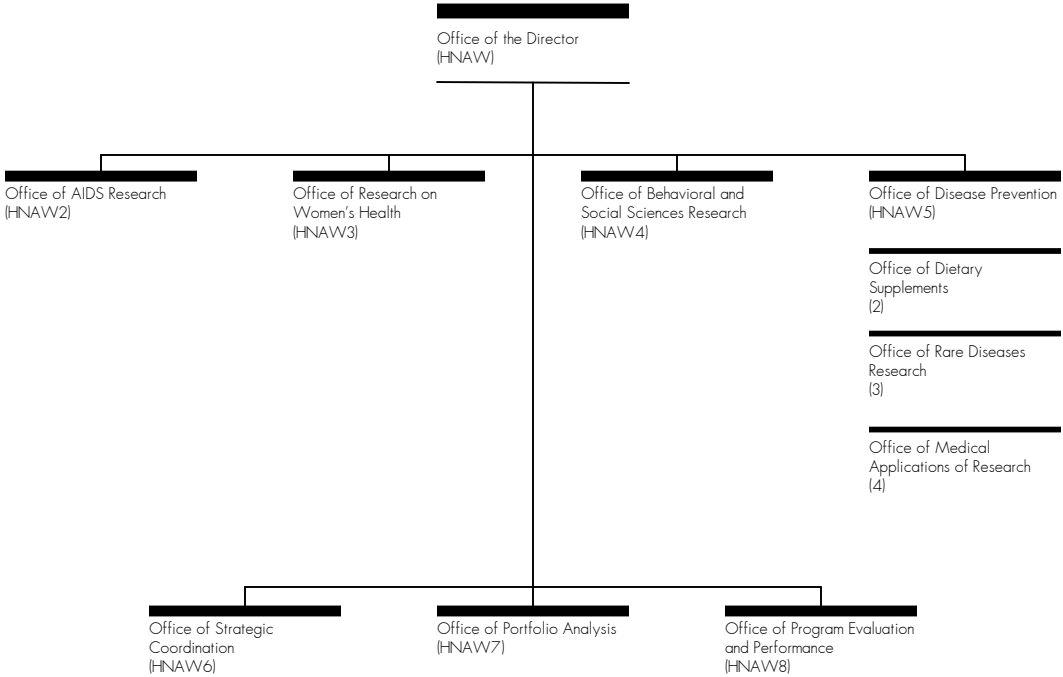 Office of the Director
(HNAW)
Office of AIDS Research
(HNAW2)
Office of Research on
Women's Health
(HNAW3)
Office of Behavioral and
Social Sciences Research
(HNAW4)
Office of Disease Prevention
(HNAW5)
Office of Dietary
Supplements
(2)
Office of Rare Diseases
Research
(3)
Office of Medical
Applications of Research
(4)
Office of Strategic
Coordination
(HNAW6)
Office of Portfolio Analysis
(HNAW7)
Office of Program Evaluation
and Performance
(HNAW8)